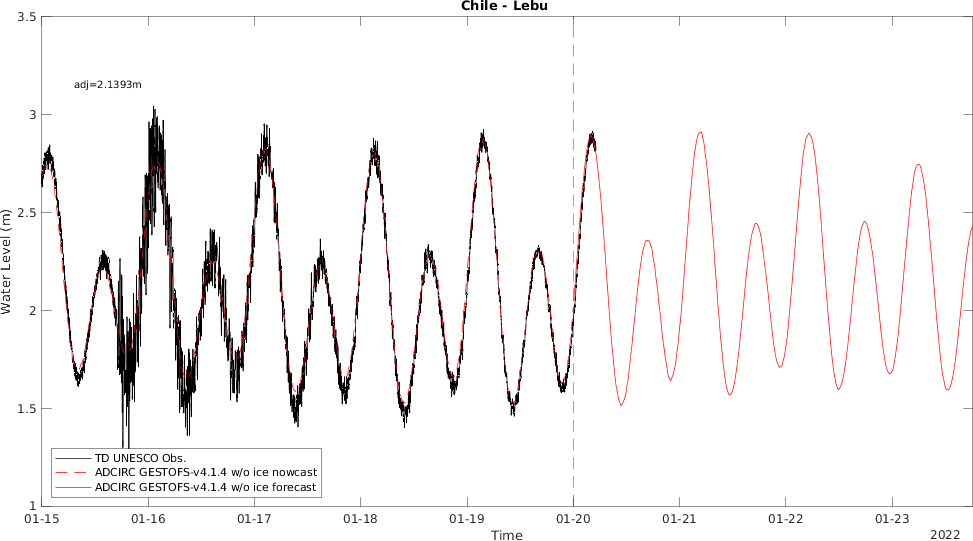 Chile - Lebu
3.5
adj=2.1393m
3
2.5
Water Level (m)
2
1.5
TD UNESCO Obs.
ADCIRC GESTOFS-v4.1.4 w/o ice nowcast
ADCIRC GESTOFS-v4.1.4 w/o ice forecast
1
01-15 01-16 01-17 01-18 01-19 01-20 01-21 01-22 01-23
Time
2022